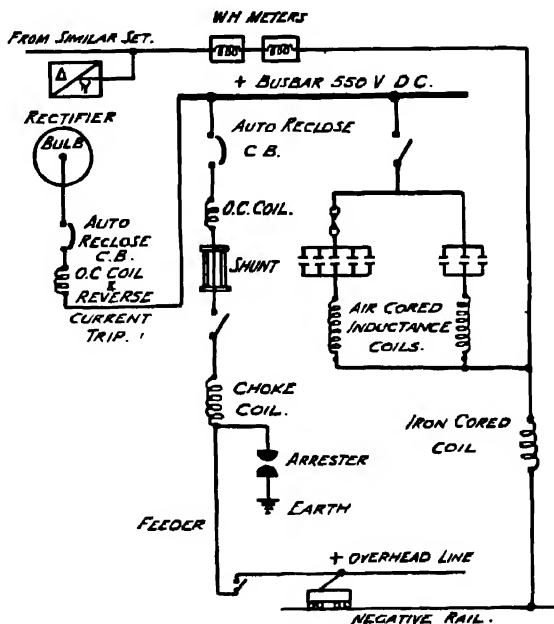 WH METERS
FROM SIMILAR SET.
Δ
Y
+ BUSBAR 550 V D C.
RECTIFIER
BULB
AUTO RECLOSE
C B.
AUTO
RECLOSE
C.B.
O.C. COIL.
O.C COIL
&
REVERSE
CURRENT
TRIP.
SHUNT
AIR CORED
INDUCTANCE
COILS.
CHOKE
COIL.
IRON CORED
COIL
ARRESTER
EARTH
FEEDER
+ OVERHEAD LINE
NEGATIVE RAIL.